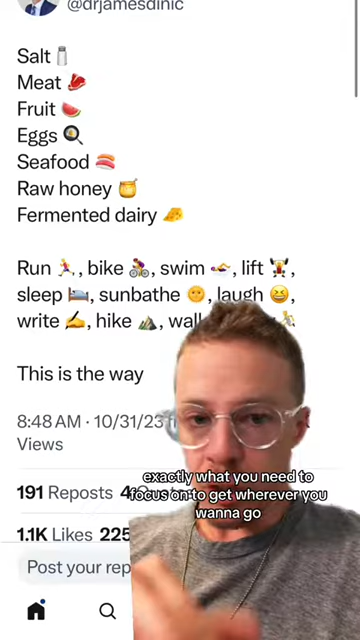 @drjamesdinic
Salt 🧂
Meat 🥩
Fruit 🍉
Eggs 🍳
Seafood 🍣
Raw honey 🍯
Fermented dairy 🧀
Run 🏃‍♀️, bike 🚴, swim 🏊‍♀️, lift 🏋️,
sleep 🛌, sunbathe 🌞, laugh 😆,
write ✍️, hike ⛰️,
This is the way
8:48 AM · 10/31/23
Views
191 Reposts
1.1K Likes
Post your rep
exactly what you need to
focus on to get wherever you
wanna go